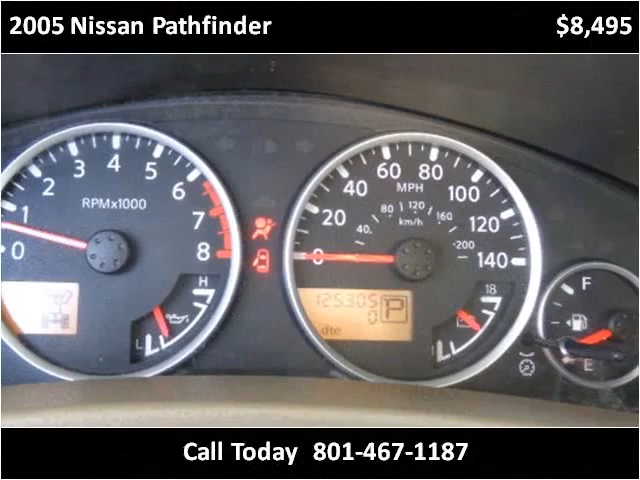 2005 Nissan Pathfinder $8,495
0 1 2 3 4 5 6 7 8
RPMx1000
H
L
0 20 40 60 80 100 120 140
MPH
40 80 120 160 200
km/h
125305 P
0
dte
18
F
E
Call Today 801-467-1187